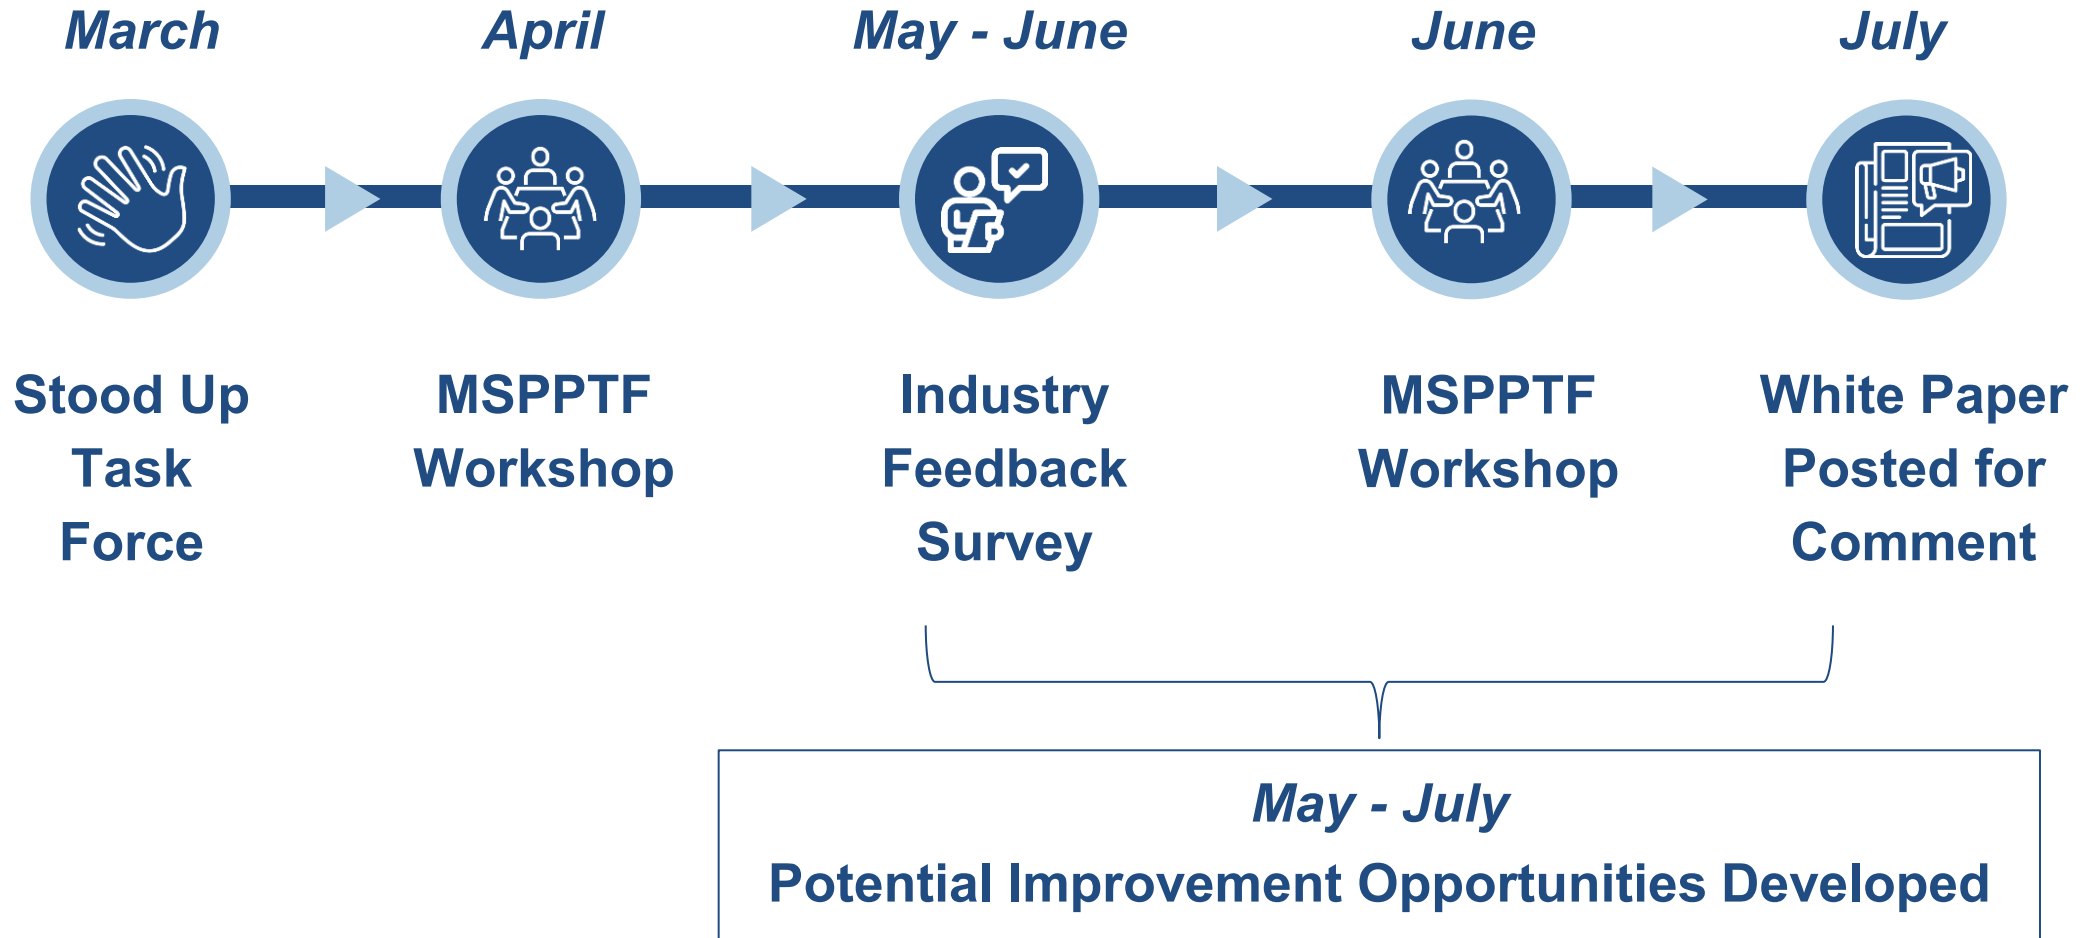 March
April
May - June
June
July
Stood Up
Task
Force
MSPPTF
Workshop
Industry
Feedback
Survey
MSPPTF
Workshop
White Paper
Posted for
Comment
May - July
Potential Improvement Opportunities Developed